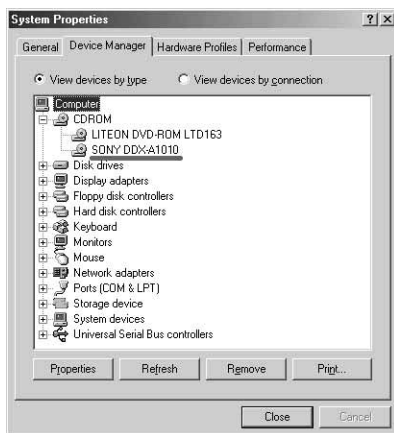 System Properties
General Device Manager Hardware Profiles Performance
View devices by type View devices by connection
Computer
CDROM
LITEON DVD-ROM LTD163
SONY DDX-A1010
Disk drives
Display adapters
Floppy disk controllers
Hard disk controllers
Keyboard
Monitors
Mouse
Network adapters
Ports (COM & LPT)
Storage device
System devices
Universal Serial Bus controllers
Properties Refresh Remove Print...
Close Cancel